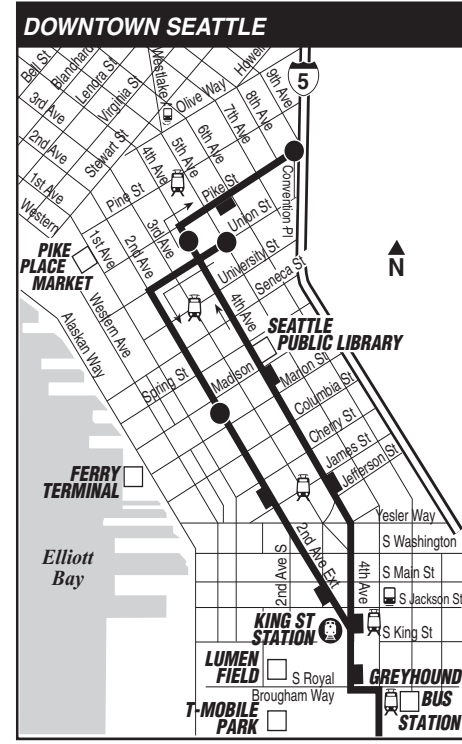 DOWNTOWN SEATTLE
Bell St
Blanchard
Lendra St
Virginia St
Westlake
Olive Way
Howell
9th Ave
8th Ave
7th Ave
6th Ave
5th Ave
4th Ave
3rd Ave
2nd Ave
1st Ave
Western
Stewart St
5
Pine St
Pike St
Convention Pl
Union St
3rd Ave
2nd Ave
1st Ave
University St
Seneca St
PIKE
PLACE
MARKET
N
Western Ave
Alaskan Way
4th Ave
SEATTLE
PUBLIC LIBRARY
Spring St
Madison
Marion St
Columbia St
Cherry St
James St
Jefferson St
FERRY
TERMINAL
Yesler Way
S Washington
Elliott
Bay
2nd Ave S
2nd Ave Ext
4th Ave
S Main St
S Jackson St
KING ST
STATION
S King St
LUMEN
FIELD
S Royal
Brougham Way
GREYHOUND
BUS
STATION
T-MOBILE
PARK